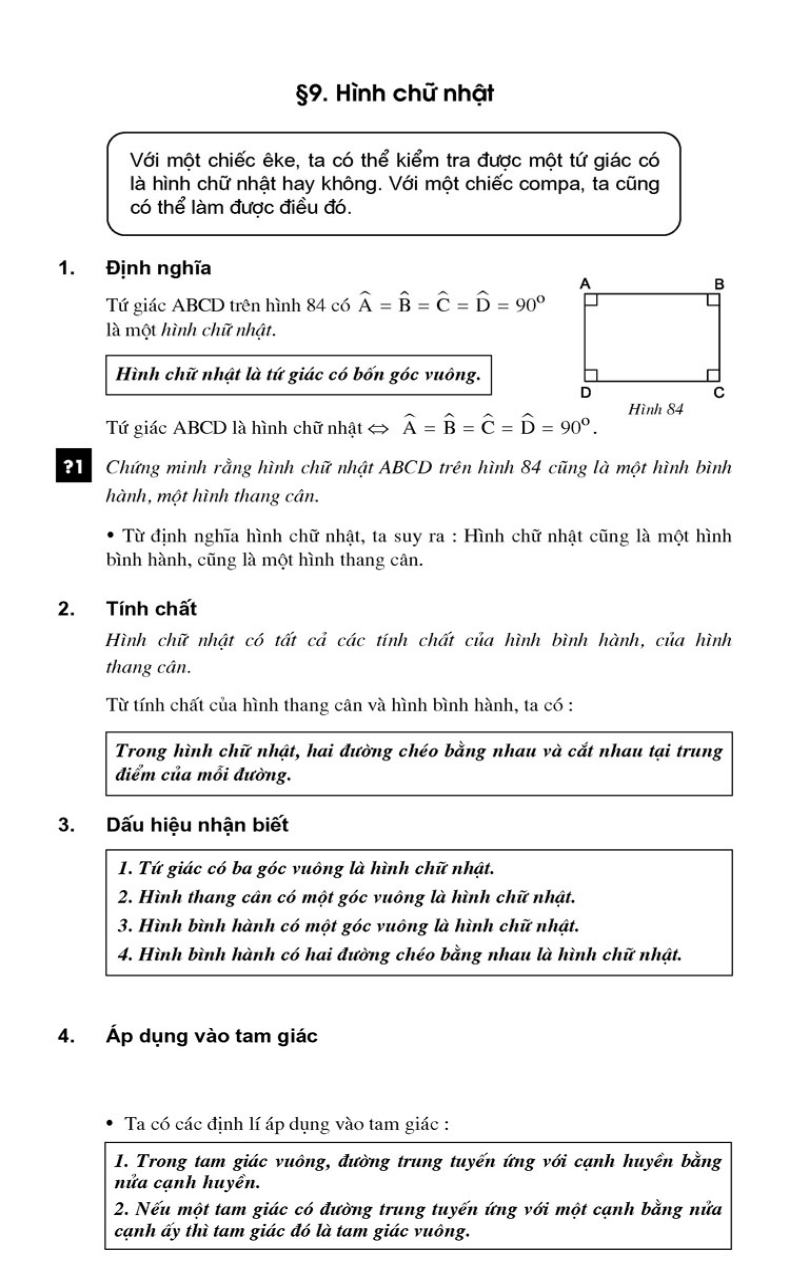 §9. Hình chữ nhật
Với một chiếc êke, ta có thể kiểm tra được một tứ giác có
là hình chữ nhật hay không. Với một chiếc compa, ta cũng
có thể làm được điều đó.
1. Định nghĩa
Tứ giác ABCD trên hình 84 có Â = B̂ = Ĉ = D̂ = 90⁰
là một hình chữ nhật.
A B
D C
Hình 84
Hình chữ nhật là tứ giác có bốn góc vuông.
Tứ giác ABCD là hình chữ nhật ⇔ Â = B̂ = Ĉ = D̂ = 90⁰.
?1 Chứng minh rằng hình chữ nhật ABCD trên hình 84 cũng là một hình bình
hành, một hình thang cân.
• Từ định nghĩa hình chữ nhật, ta suy ra : Hình chữ nhật cũng là một hình
bình hành, cũng là một hình thang cân.
2. Tính chất
Hình chữ nhật có tất cả các tính chất của hình bình hành, của hình
thang cân.
Từ tính chất của hình thang cân và hình bình hành, ta có :
Trong hình chữ nhật, hai đường chéo bằng nhau và cắt nhau tại trung
điểm của mỗi đường.
3. Dấu hiệu nhận biết
1. Tứ giác có ba góc vuông là hình chữ nhật.
2. Hình thang cân có một góc vuông là hình chữ nhật.
3. Hình bình hành có một góc vuông là hình chữ nhật.
4. Hình bình hành có hai đường chéo bằng nhau là hình chữ nhật.
4. Áp dụng vào tam giác
• Ta có các định lí áp dụng vào tam giác :
1. Trong tam giác vuông, đường trung tuyến ứng với cạnh huyền bằng
nửa cạnh huyền.
2. Nếu một tam giác có đường trung tuyến ứng với một cạnh bằng nửa
cạnh ấy thì tam giác đó là tam giác vuông.